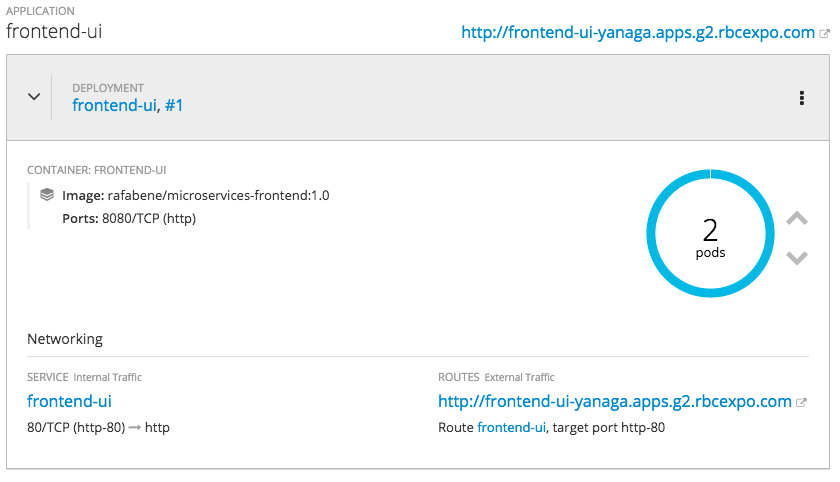 APPLICATION
frontend-ui
http://frontend-ui-yanaga.apps.g2.rbcexpo.com
DEPLOYMENT
frontend-ui, #1
CONTAINER: FRONTEND-UI
Image: rafabene/microservices-frontend:1.0
Ports: 8080/TCP (http)
2
pods
Networking
SERVICE Internal Traffic
frontend-ui
80/TCP (http-80) → http
ROUTES External Traffic
http://frontend-ui-yanaga.apps.g2.rbcexpo.com
Route frontend-ui, target port http-80